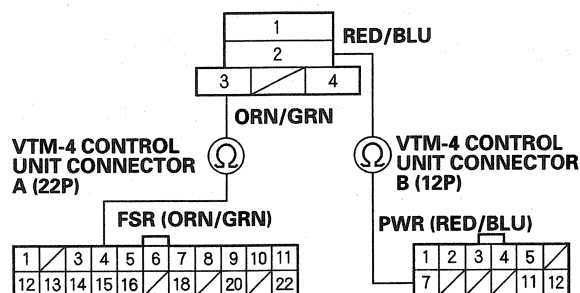 1
2
RED/BLU
3 4
ORN/GRN
VTM-4 CONTROL
UNIT CONNECTOR
A (22P)
Ω
Ω
VTM-4 CONTROL
UNIT CONNECTOR
B (12P)
FSR (ORN/GRN)
PWR (RED/BLU)
1 3 4 5 6 7 8 9 10 11
12 13 14 15 16 18 20 22
1 2 3 4 5
7 11 12